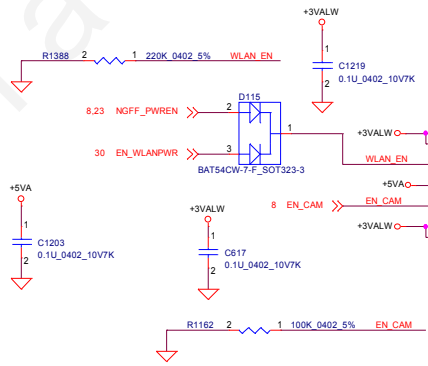 +3VALW
R1388 2 1 220K_0402_5% WLAN_EN
1
C1219
0.1U_0402_10V7K
2
D115
8,23 NGFF_PWREN 2
1
+3VALW
30 EN_WLANPWR 3
WLAN_EN
BAT54CW-7-F_SOT323-3
+5VA
+5VA
8 EN_CAM
EN_CAM
+3VALW
+3VALW
1
C1203
0.1U_0402_10V7K
2
1
C617
0.1U_0402_10V7K
2
R1162 2 1 100K_0402_5% EN_CAM